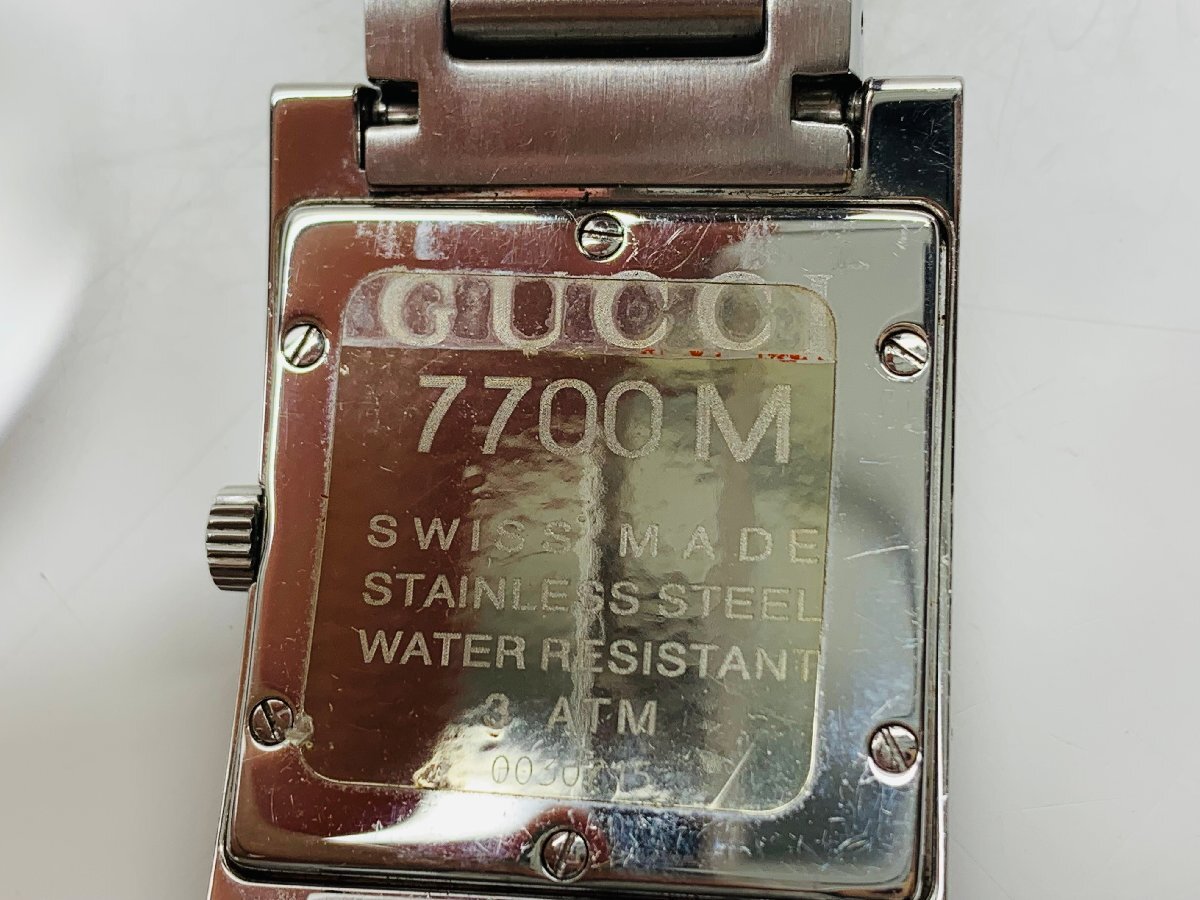 GUCCI
7700M
SWISS MADE
STAINLESS STEEL
WATER RESISTANT
3 ATM